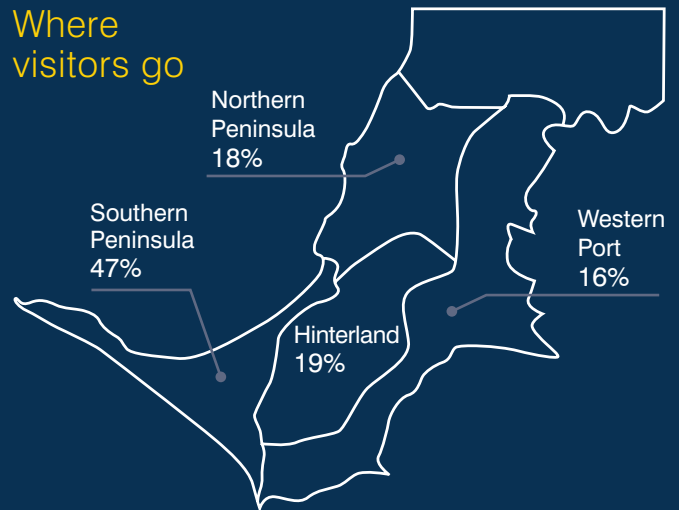 Where
visitors go
Northern
Peninsula
18%
Southern
Peninsula
47%
Western
Port
16%
Hinterland
19%